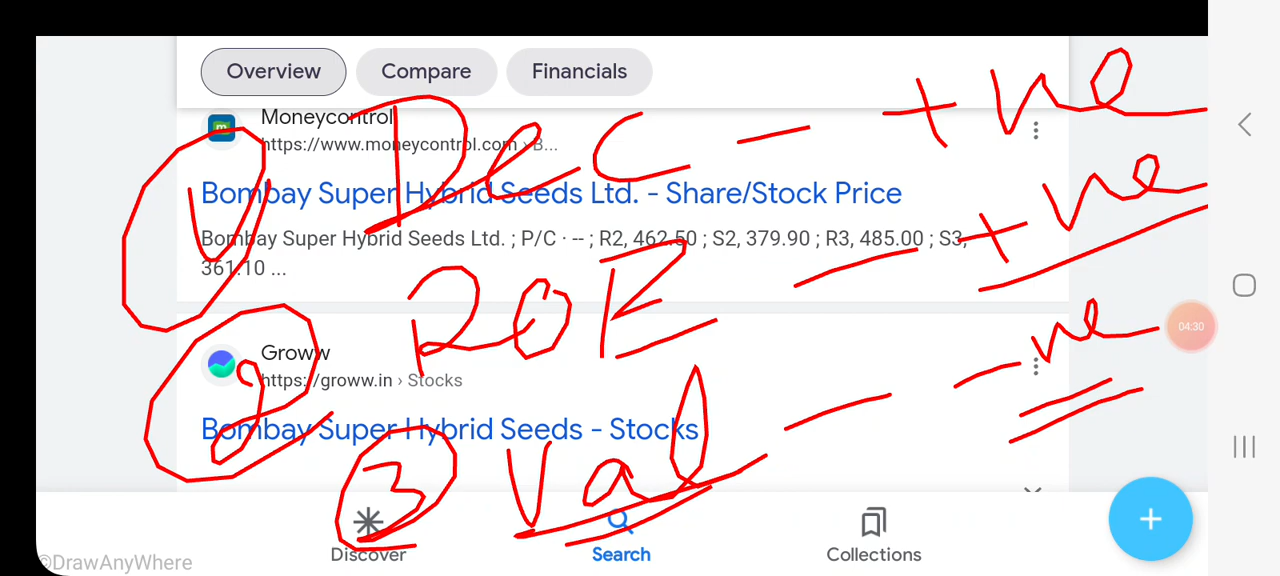 Overview Compare Financials
Moneycontrol
https://www.moneycontrol.com › B...
Dec - +ve
Bombay Super Hybrid Seeds Ltd. - Share/Stock Price
Bombay Super Hybrid Seeds Ltd. ; P/C · -- ; R2, 462.50 ; S2, 379.90 ; R3, 485.00 ; S3,
361.10 ...
ROE - +ve
04:30
Groww
https://groww.in › Stocks
Bombay Super Hybrid Seeds - Stocks
③ Val - -ve
Discover Search Collections
©DrawAnyWhere